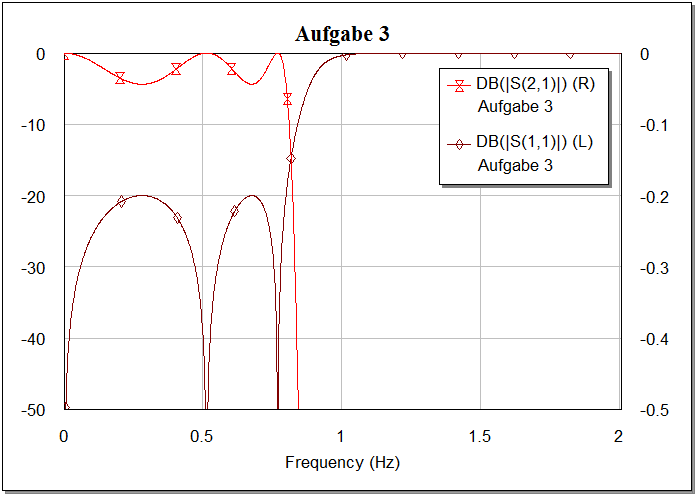 Aufgabe 3
0
-10
-20
-30
-40
-50
0
-0.1
-0.2
-0.3
-0.4
-0.5
DB(|S(2,1)|) (R)
Aufgabe 3
DB(|S(1,1)|) (L)
Aufgabe 3
0 0.5 1 1.5 2
Frequency (Hz)